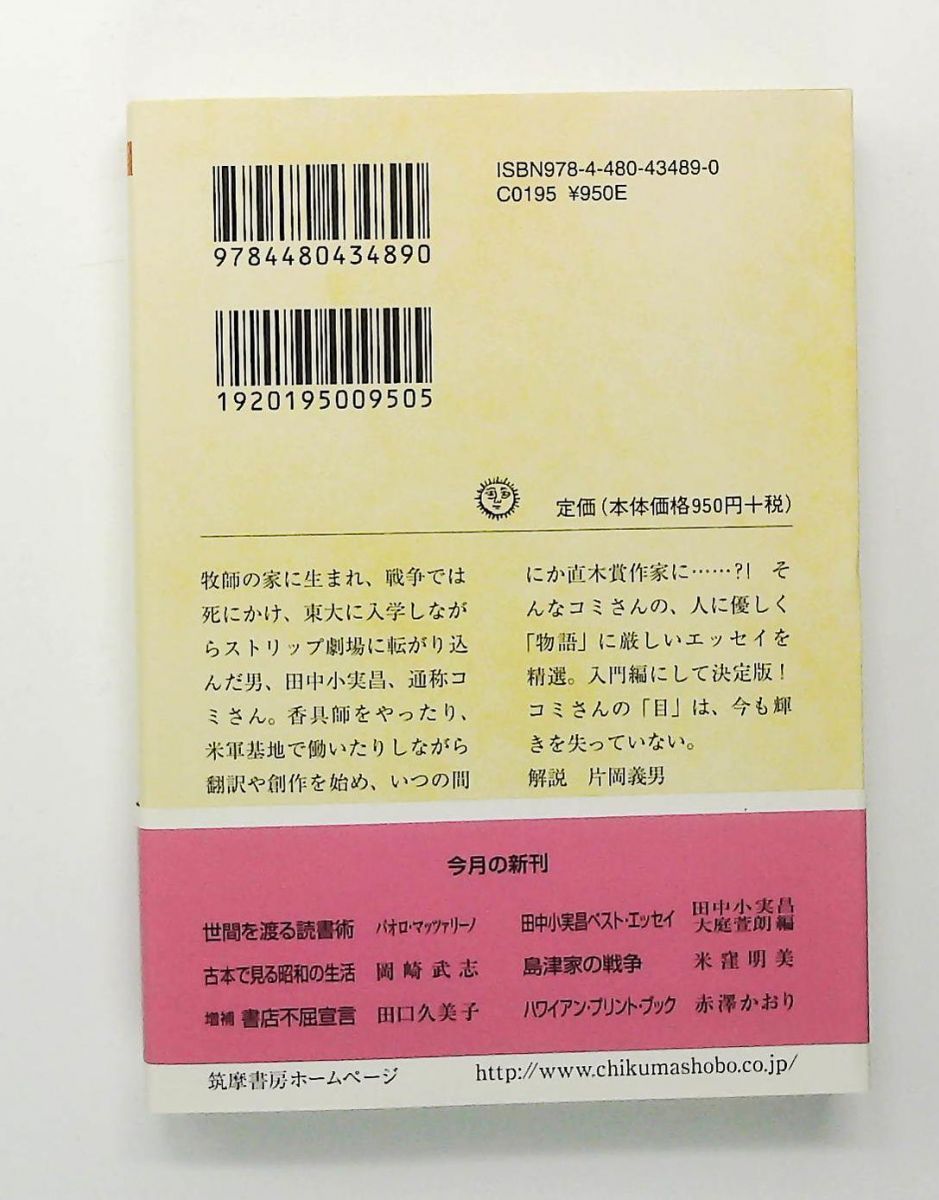 ISBN978-4-480-43489-0
C0195 ¥950E
9784480434890
1920195009505
定価(本体価格950円+税)
牧師の家に生まれ、戦争では
死にかけ、東大に入学しなが
らストリップ劇場に転がり込
んだ男、田中小実昌、通称コ
ミさん。香具師をやったり、
米軍基地で働いたりしながら
翻訳や創作を始め、いつの間
にか直木賞作家に……?! そ
んなコミさんの、人に優しく
「物語」に厳しいエッセイを
精選。入門編にして決定版!
コミさんの「目」は、今も輝
きを失っていない。
解説 片岡義男
今月の新刊
世間を渡る読書術 パオロ・マッツァリーノ
古本で見る昭和の生活 岡崎武志
増補 書店不屈宣言 田口久美子
田中小実昌ベスト・エッセイ 田中小実昌
大庭萱朗編
島津家の戦争 米窪明美
ハワイアン・プリント・ブック 赤澤かおり
筑摩書房ホームページ http://www.chikumashobo.co.jp/